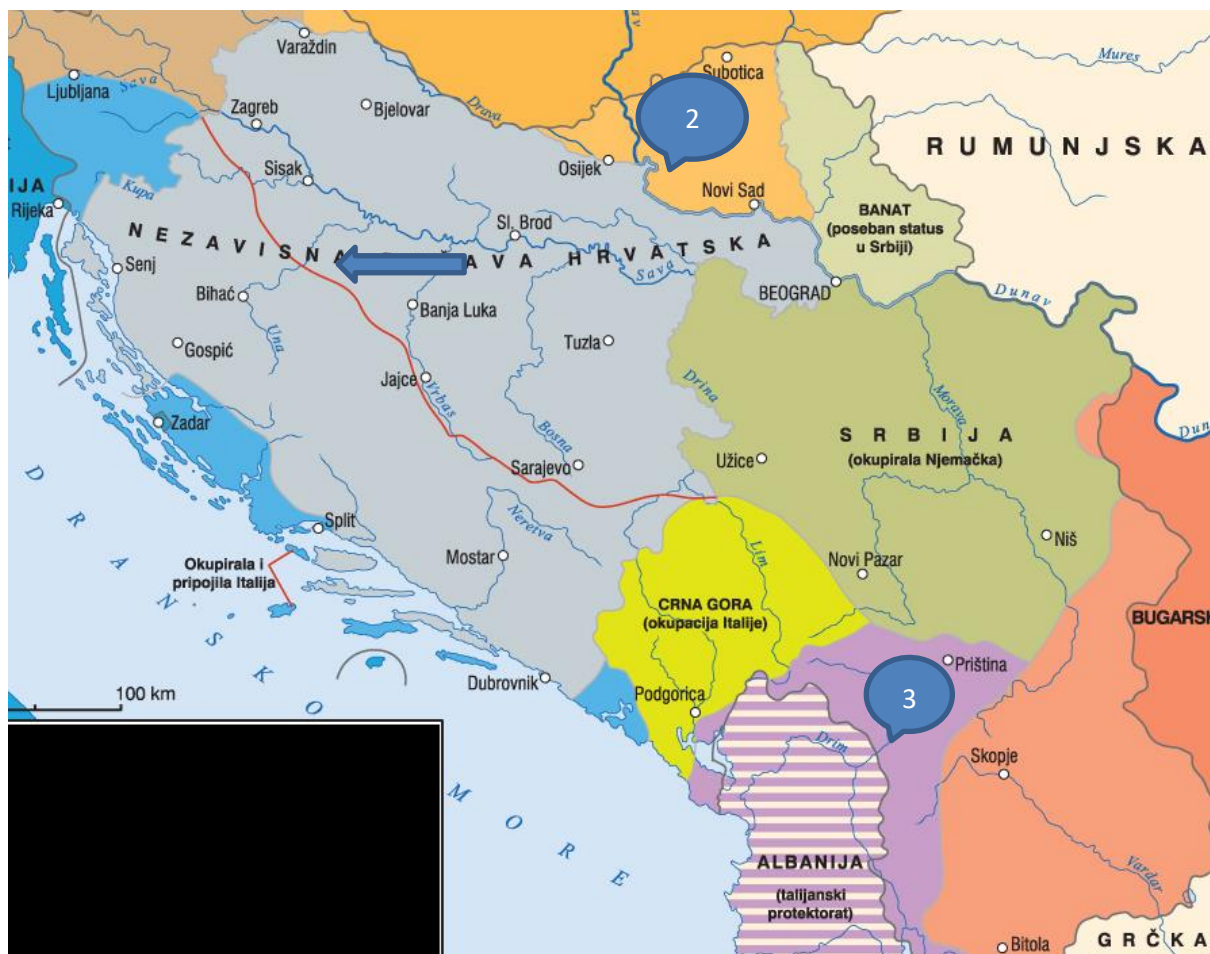 Varaždin
Ljubljana
Sava
Zagreb
Bjelovar
Drava
Subotica
2
Mures
RUMUNJSKA
Sisak
Osijek
Novi Sad
IJA
Rijeka
Kupa
BANAT
(poseban status
u Srbiji)
Sl. Brod
NEZAVISNA
AVA HRVATSKA
Senj
Sava
BEOGRAD
Dunav
Bihać
Banja Luka
Una
Gospić
Tuzla
Jajce
Vrbas
Drina
Morava
Zadar
Bosna
SRBIJA
(okupirala Njemačka)
Dun
Užice
Sarajevo
Split
Neretva
Okupirala i
pripojila Italija
Mostar
Lim
Novi Pazar
Niš
CRNA GORA
(okupacija Italije)
BUGARS
Priština
Dubrovnik
Podgorica
3
100 km
Drim
Skopje
ALBANIJA
(talijanski
protektorat)
Vardar
Bitola
GRČKA
DRANSKO MORE